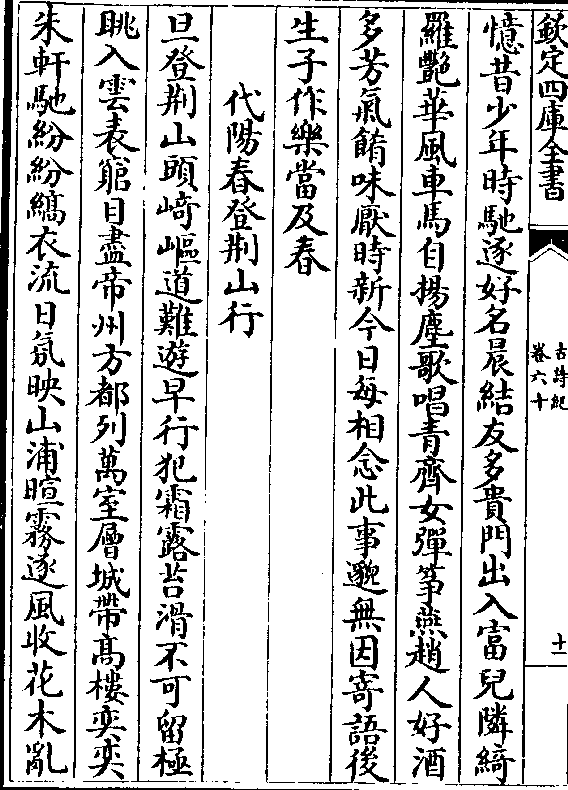 欽定四庫全書
古詩紀
卷六十
十一
憶昔少年時馳逐好名晨結友多貴門出入富兒隣綺
羅艷華風車馬自揚塵歌唱青齊女彈筝燕趙人好酒
多芳氣餚味厭時新今日每相念此事邈無因寄語後
生子作樂當及春
代陽春登荆山行
旦登荆山頭﨑嶇道難遊早行犯霜露苔滑不可留極
眺入雲表窮目盡帝州方都列萬室層城帶髙樓奕奕
朱軒馳紛紛縞衣流日氛映山浦暄霧逐風收花木亂